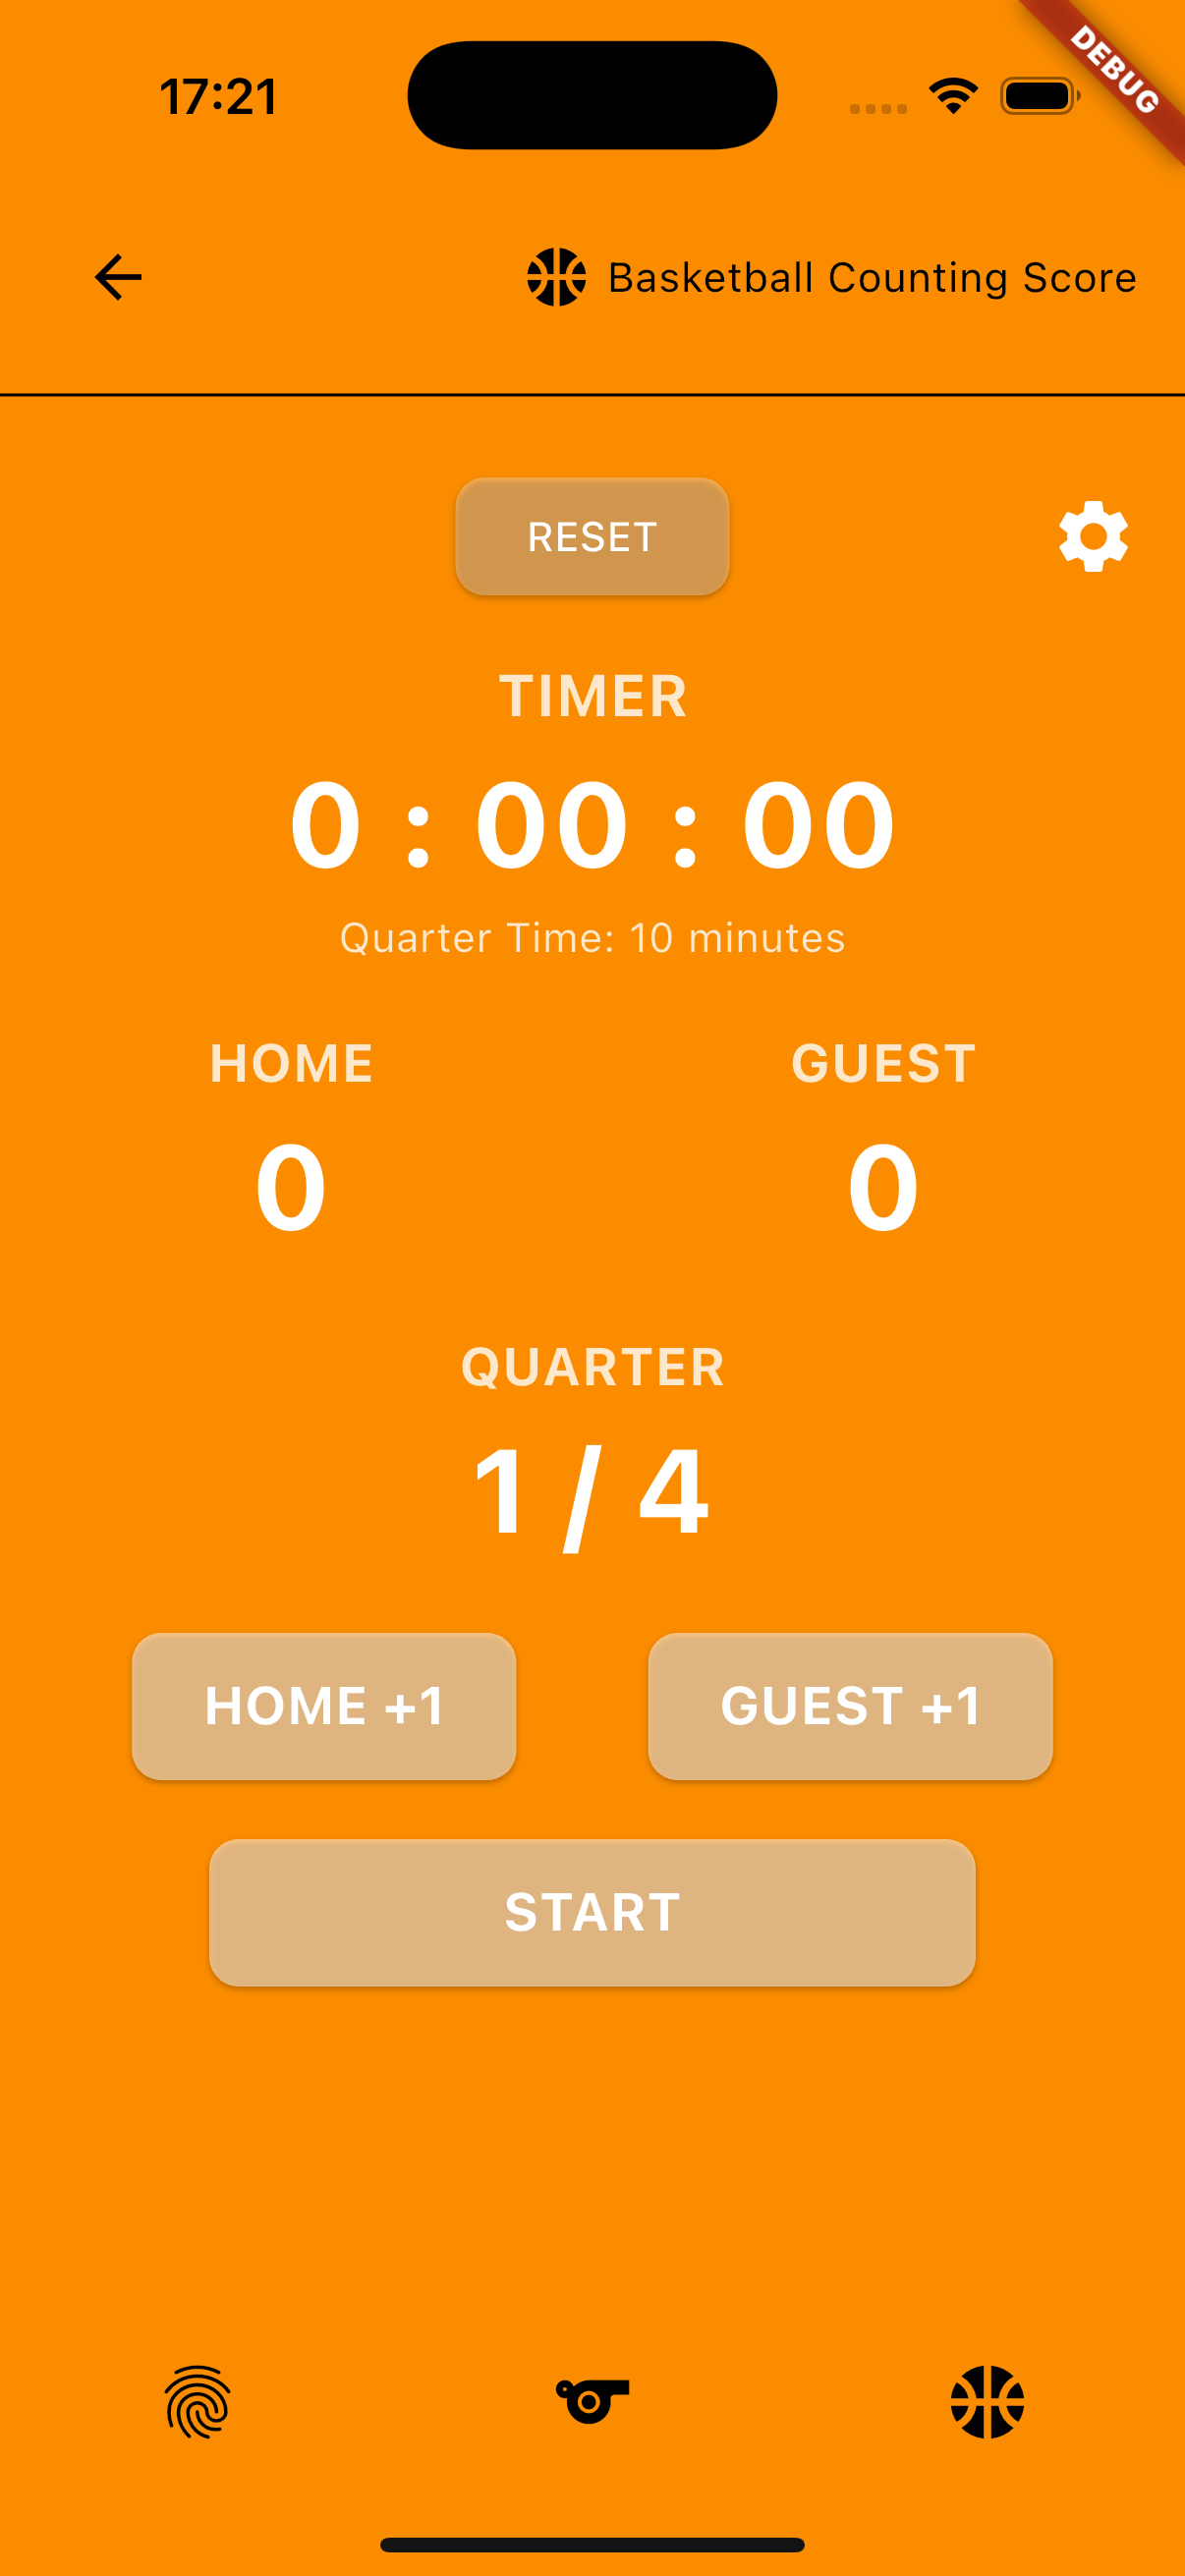 17:21
DEBUG
Basketball Counting Score
RESET
TIMER
0 : 00 : 00
Quarter Time: 10 minutes
HOME GUEST
0 0
QUARTER
1 / 4
HOME +1 GUEST +1
START